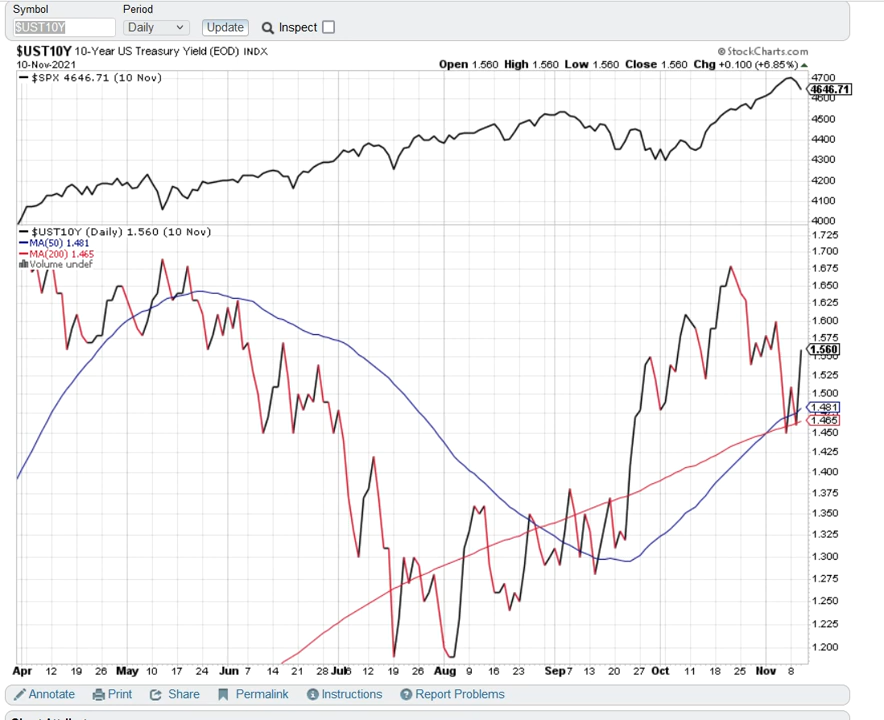 Symbol Period
$UST10Y Daily Update Inspect
$UST10Y 10-Year US Treasury Yield (EOD) INDX © StockCharts.com
10-Nov-2021 Open 1.560 High 1.560 Low 1.560 Close 1.560 Chg +0.100 (+6.85%)
$SPX 4646.71 (10 Nov)
4700
4646.71
4600
4500
4400
4300
4200
4100
4000
$UST10Y (Daily) 1.560 (10 Nov)
MA(50) 1.481
MA(200) 1.465
Volume undef
1.725
1.700
1.675
1.650
1.625
1.600
1.575
1.560
1.525
1.500
1.481
1.465
1.450
1.425
1.400
1.375
1.350
1.325
1.300
1.275
1.250
1.225
1.200
Apr 12 19 26 May 10 17 24 Jun 7 14 21 28 Jul 6 12 19 26 Aug 9 16 23 Sep 7 13 20 27 Oct 11 18 25 Nov 8
Annotate Print Share Permalink Instructions Report Problems